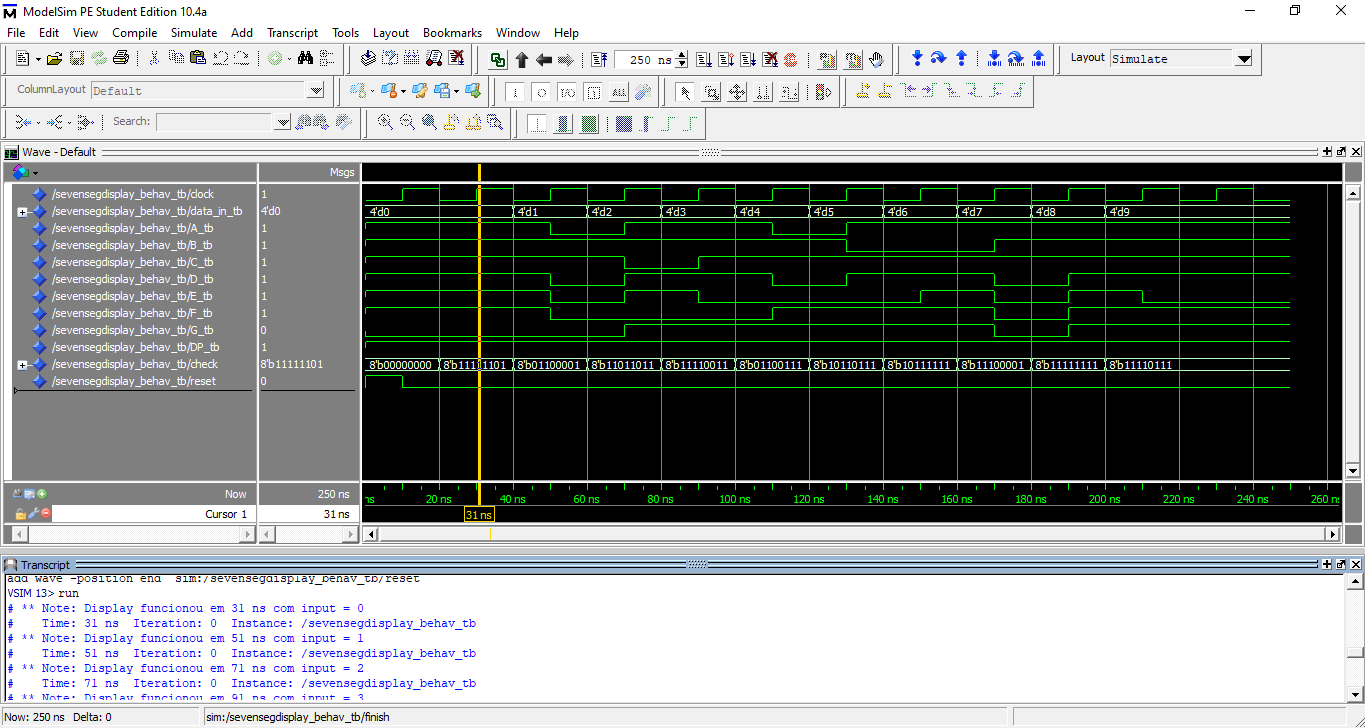 ModelSim PE Student Edition 10.4a
File Edit View Compile Simulate Add Transcript Tools Layout Bookmarks Window Help
250 ns
Layout Simulate
ColumnLayout Default
Search:
Wave - Default
Msgs
/sevensegdisplay_behav_tb/clock 1
/sevensegdisplay_behav_tb/data_in_tb 4'd0 4'd0 4'd1 4'd2 4'd3 4'd4 4'd5 4'd6 4'd7 4'd8 4'd9
/sevensegdisplay_behav_tb/A_tb 1
/sevensegdisplay_behav_tb/B_tb 1
/sevensegdisplay_behav_tb/C_tb 1
/sevensegdisplay_behav_tb/D_tb 1
/sevensegdisplay_behav_tb/E_tb 1
/sevensegdisplay_behav_tb/F_tb 1
/sevensegdisplay_behav_tb/G_tb 0
/sevensegdisplay_behav_tb/DP_tb 1
/sevensegdisplay_behav_tb/check 8'b11111101 8'b00000000 8'b11111101 8'b01100001 8'b11011011 8'b11110011 8'b01100111 8'b10110111 8'b10111111 8'b11100001 8'b11111111 8'b11110111
/sevensegdisplay_behav_tb/reset 0
Now 250 ns ns 20 ns 40 ns 60 ns 80 ns 100 ns 120 ns 140 ns 160 ns 180 ns 200 ns 220 ns 240 ns 260 n
Cursor 1 31 ns 31 ns
Transcript
add wave -position end sim:/sevensegdisplay_behav_tb/reset
VSIM 13> run
# ** Note: Display funcionou em 31 ns com input = 0
# Time: 31 ns Iteration: 0 Instance: /sevensegdisplay_behav_tb
# ** Note: Display funcionou em 51 ns com input = 1
# Time: 51 ns Iteration: 0 Instance: /sevensegdisplay_behav_tb
# ** Note: Display funcionou em 71 ns com input = 2
# Time: 71 ns Iteration: 0 Instance: /sevensegdisplay_behav_tb
# ** Note: Display funcionou em 91 ns com input = 3
Now: 250 ns Delta: 0 sim:/sevensegdisplay_behav_tb/finish